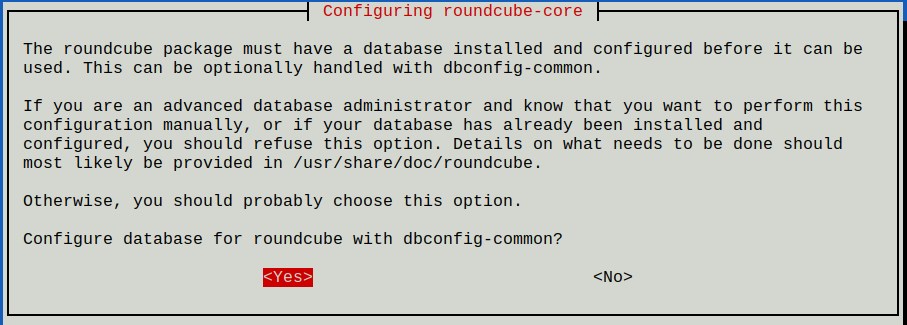 Configuring roundcube-core
The roundcube package must have a database installed and configured before it can be
used. This can be optionally handled with dbconfig-common.
If you are an advanced database administrator and know that you want to perform this
configuration manually, or if your database has already been installed and
configured, you should refuse this option. Details on what needs to be done should
most likely be provided in /usr/share/doc/roundcube.
Otherwise, you should probably choose this option.
Configure database for roundcube with dbconfig-common?
<Yes> <No>